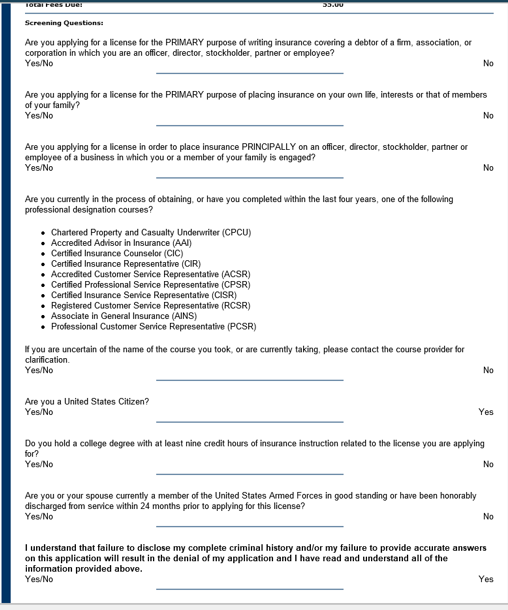 Total Fees Due: 55.00
Screening Questions:
Are you applying for a license for the PRIMARY purpose of writing insurance covering a debtor of a firm, association, or
corporation in which you are an officer, director, stockholder, partner or employee?
Yes/No No
Are you applying for a license for the PRIMARY purpose of placing insurance on your own life, interests or that of members
of your family?
Yes/No No
Are you applying for a license in order to place insurance PRINCIPALLY on an officer, director, stockholder, partner or
employee of a business in which you or a member of your family is engaged?
Yes/No No
Are you currently in the process of obtaining, or have you completed within the last four years, one of the following
professional designation courses?
• Chartered Property and Casualty Underwriter (CPCU)
• Accredited Advisor in Insurance (AAI)
• Certified Insurance Counselor (CIC)
• Certified Insurance Representative (CIR)
• Accredited Customer Service Representative (ACSR)
• Certified Professional Service Representative (CPSR)
• Certified Insurance Service Representative (CISR)
• Registered Customer Service Representative (RCSR)
• Associate in General Insurance (AINS)
• Professional Customer Service Representative (PCSR)
If you are uncertain of the name of the course you took, or are currently taking, please contact the course provider for
clarification.
Yes/No No
Are you a United States Citizen?
Yes/No Yes
Do you hold a college degree with at least nine credit hours of insurance instruction related to the license you are applying
for?
Yes/No No
Are you or your spouse currently a member of the United States Armed Forces in good standing or have been honorably
discharged from service within 24 months prior to applying for this license?
Yes/No No
I understand that failure to disclose my complete criminal history and/or my failure to provide accurate answers
on this application will result in the denial of my application and I have read and understand all of the
information provided above.
Yes/No Yes